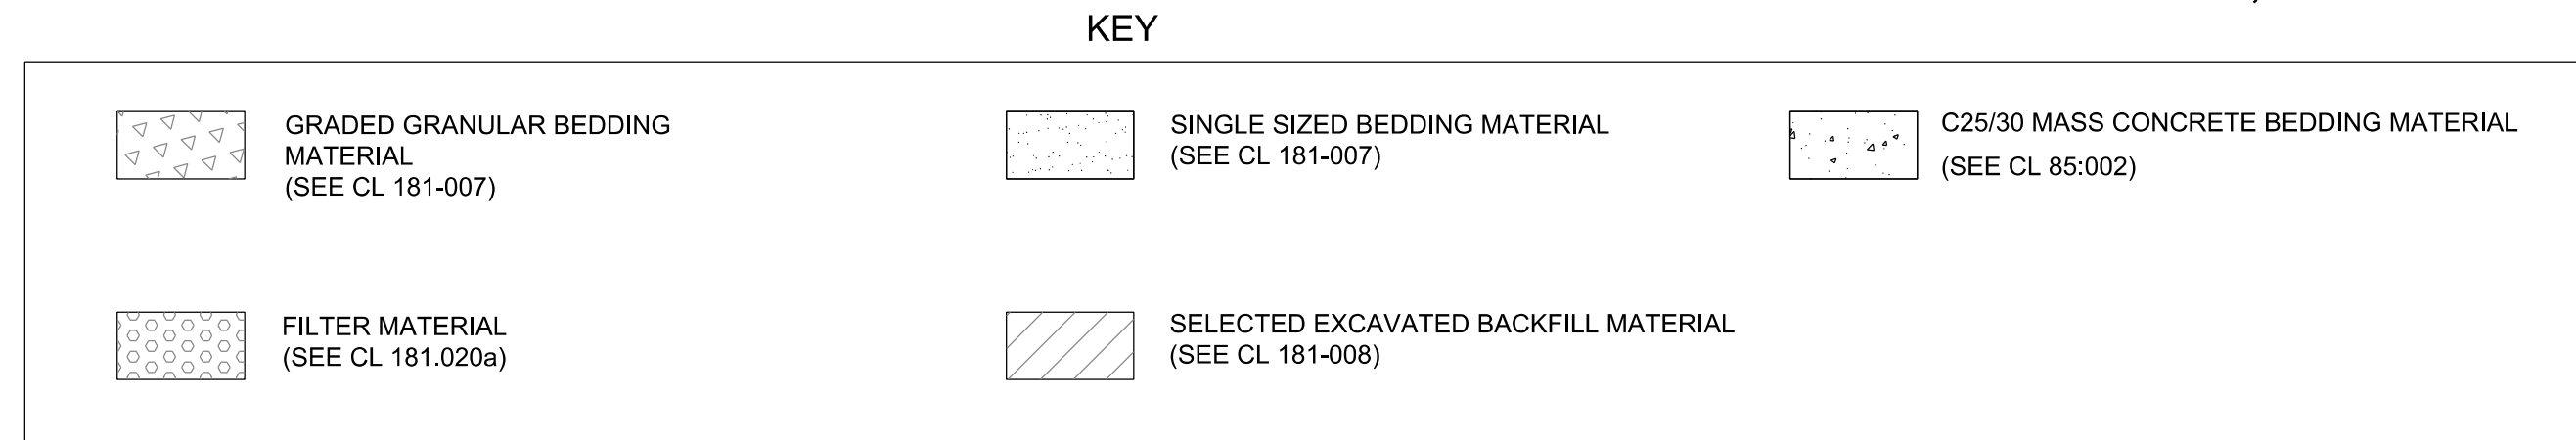 KEY
GRADED GRANULAR BEDDING
MATERIAL
(SEE CL 181-007)
SINGLE SIZED BEDDING MATERIAL
(SEE CL 181-007)
C25/30 MASS CONCRETE BEDDING MATERIAL
(SEE CL 85:002)
FILTER MATERIAL
(SEE CL 181.020a)
SELECTED EXCAVATED BACKFILL MATERIAL
(SEE CL 181-008)